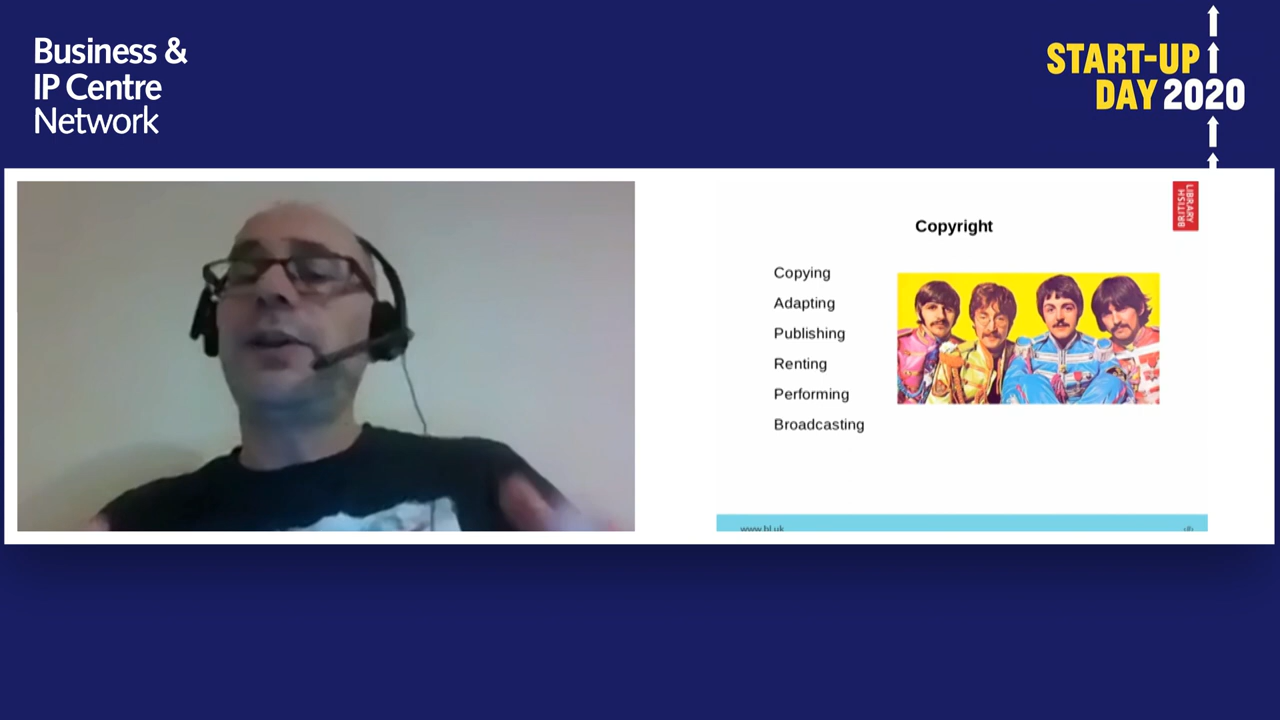 Business &
IP Centre
Network
START-UP
DAY 2020
BRITISH
LIBRARY
Copyright
Copying
Adapting
Publishing
Renting
Performing
Broadcasting
www.bl.uk